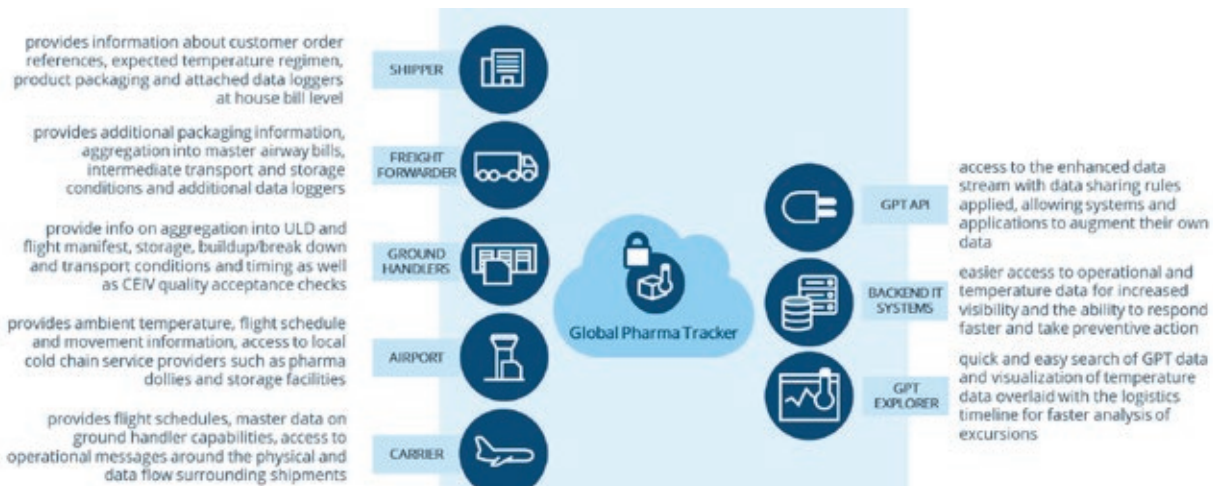 provides information about customer order
references, expected temperature regimen,
product packaging and attached data loggers
at house bill level
SHIPPER
provides additional packaging information,
aggregation into master airway bills,
intermediate transport and storage
conditions and additional data loggers
FREIGHT
FORWARDER
provide info on aggregation into ULD and
flight manifest, storage, buildup/break down
and transport conditions and timing as well
as CEIV quality acceptance checks
GROUND
HANDLERS
provides ambient temperature, flight schedule
and movement information, access to local
cold chain service providers such as pharma
dollies and storage facilities
AIRPORT
provides flight schedules, master data on
ground handler capabilities, access to
operational messages around the physical and
data flow surrounding shipments
CARRIER
Global Pharma Tracker
GPT API
access to the enhanced data
stream with data sharing rules
applied, allowing systems and
applications to augment their own
data
BACKEND IT
SYSTEMS
easier access to operational and
temperature data for increased
visibility and the ability to respond
faster and take preventive action
GPT
EXPLORER
quick and easy search of GPT data
and visualization of temperature
data overlaid with the logistics
timeline for faster analysis of
excursions